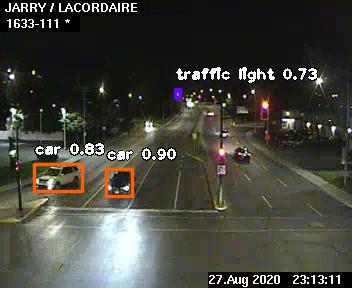 JARRY / LACORDAIRE
1633-111 *
traffic light 0.73
car 0.83
car 0.90
27.Aug 2020 23:13:11